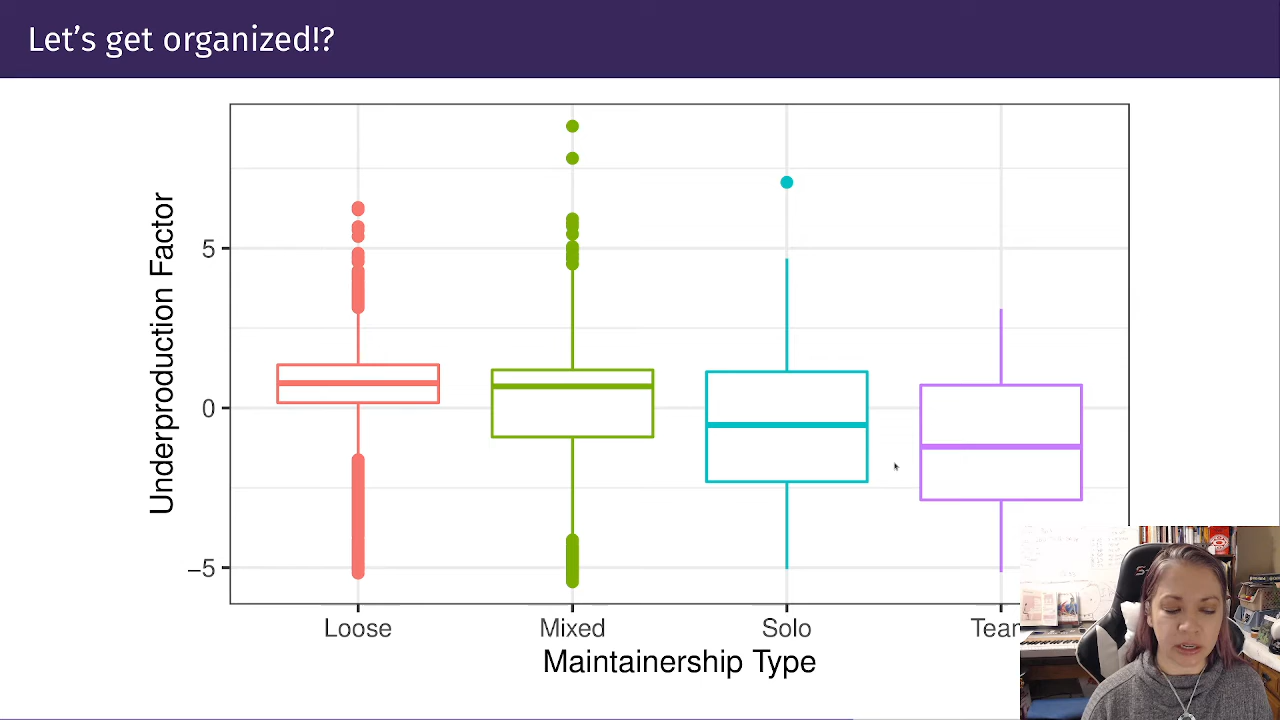 Let's get organized!?
Underproduction Factor
5
0
−5
Loose
Mixed
Solo
Maintainership Type